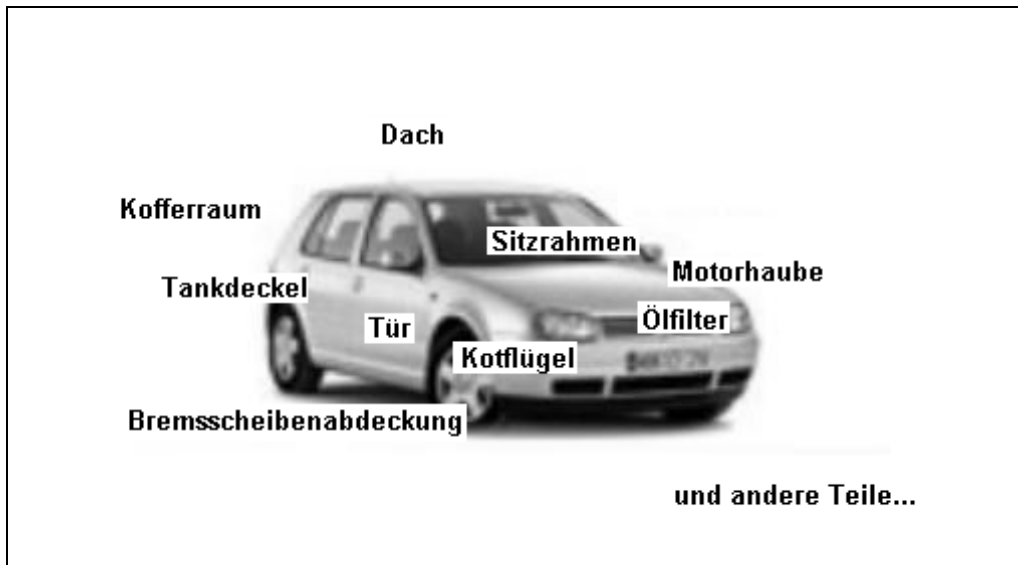 Dach
Kofferraum
Sitzrahmen
Motorhaube
Tankdeckel
Ölfilter
Tür
Kotflügel
Bremsscheibenabdeckung
und andere Teile...